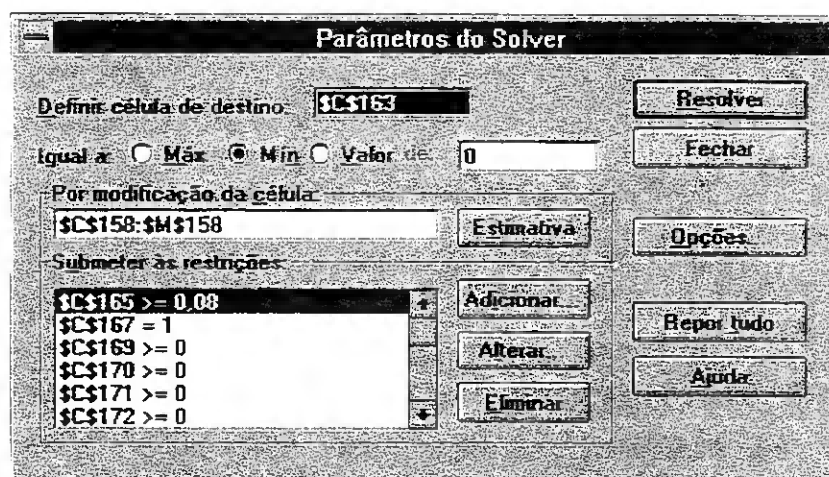 Parâmetros do Solver
Definir célula de destino: $C$163
Resolver
Igual a: Máx Mín Valor de: 0
Fechar
Por modificação da célula:
$C$158:$M$158
Estimativa
Opções...
Submeter às restrições:
$C$165 >= 0,08
$C$167 = 1
$C$169 >= 0
$C$170 >= 0
$C$171 >= 0
$C$172 >= 0
Adicionar...
Alterar...
Eliminar
Repor tudo
Ajuda